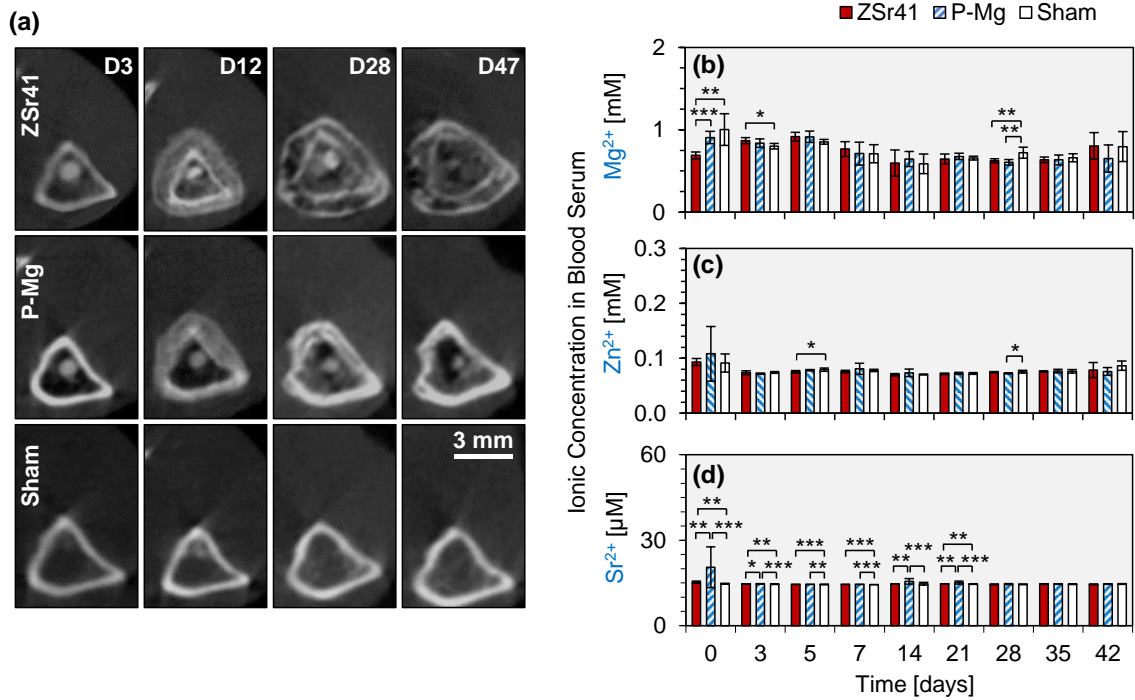 (a)
D3 D12 D28 D47
ZSr41
P-Mg
Sham
3 mm
ZSr41 P-Mg Sham
Ionic Concentration in Blood Serum
(b)
Mg²⁺ [mM]
2
1
0
*** ** * ** **
(c)
Zn²⁺ [mM]
0.3
0.2
0.1
0.0
* *
(d)
Sr²⁺ [µM]
60
30
0
** *** ***
** *** ** *** *** ** **
* *** ** *** ** ***
0 3 5 7 14 21 28 35 42
Time [days]